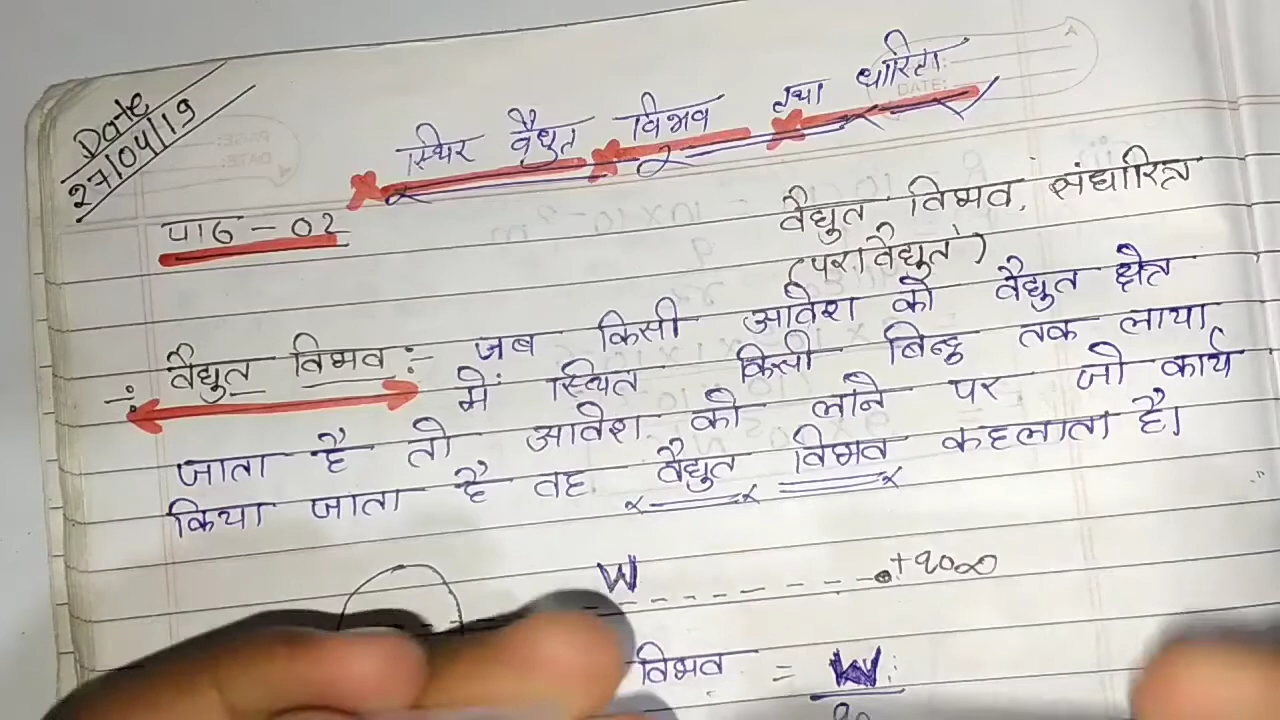 Date
27/04/19
स्थिर वैद्युत विभव तथा धारिता
पाठ - 02
वैद्युत विभव, संधारित्र
(परावैद्युत)
÷ वैद्युत विभव :- जब किसी आवेश को वैद्युत क्षेत्र
में स्थित किसी बिन्दु तक लाया
जाता है तो आवेश को लाने पर जो कार्य
किया जाता है वह वैद्युत विभव कहलाता है।
W
विभव = W